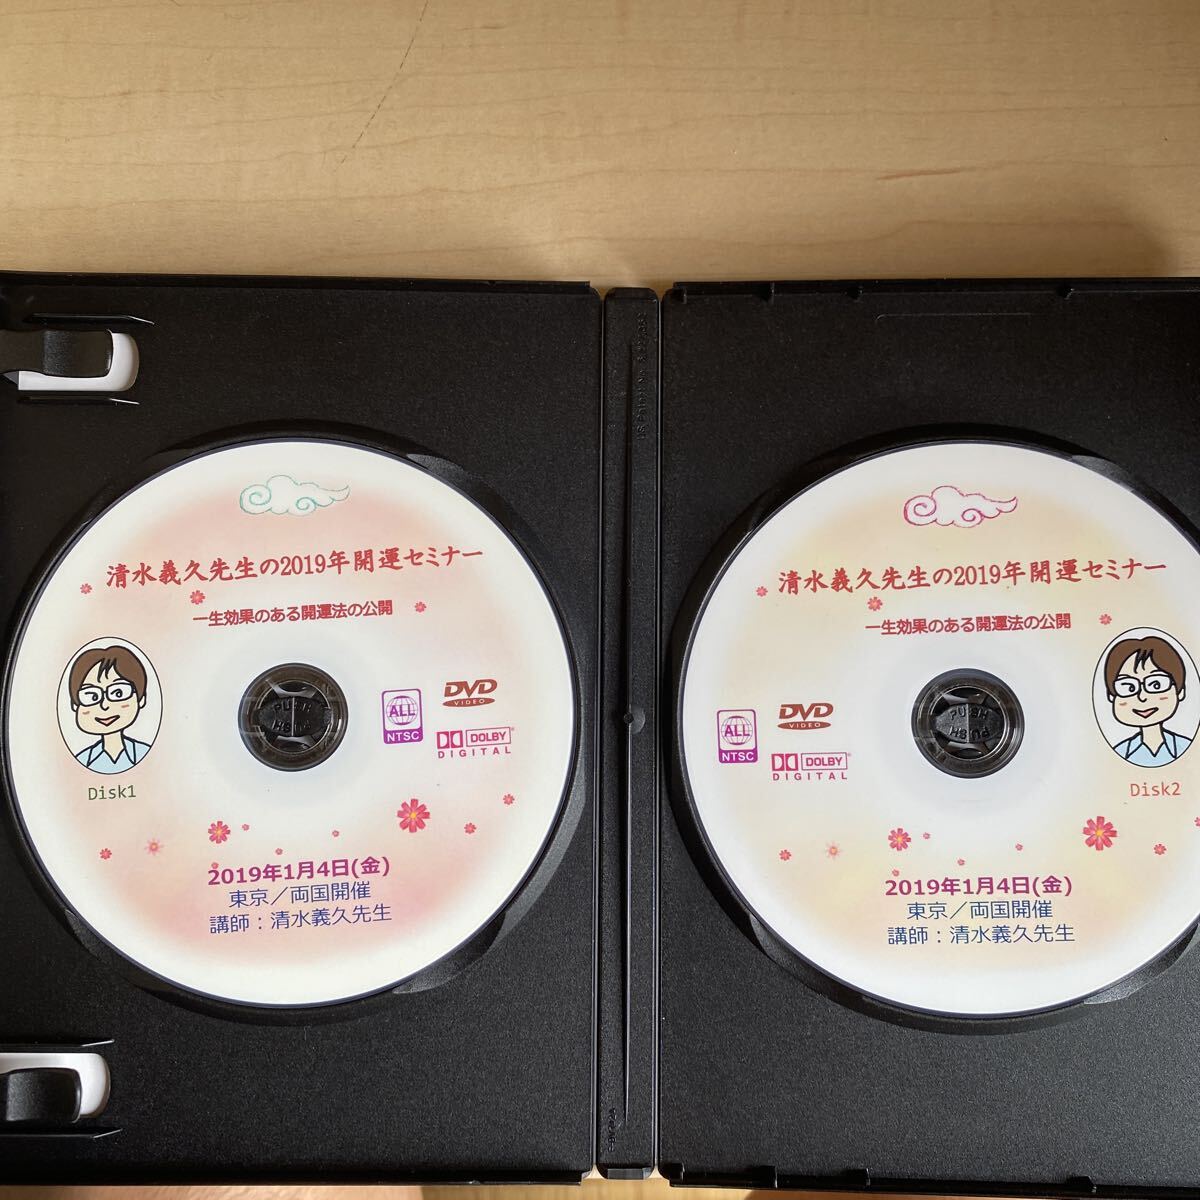 清水義久先生の2019年開運セミナー
一生効果のある開運法の公開
PUSH
PUSH
ALL
NTSC
DVD
VIDEO
DOLBY
DIGITAL
Disk1
2019年1月4日(金)
東京／両国開催
講師：清水義久先生
清水義久先生の2019年開運セミナー
一生効果のある開運法の公開
ALL
NTSC
DVD
VIDEO
DOLBY
DIGITAL
PUSH
PUSH
Disk2
2019年1月4日(金)
東京／両国開催
講師：清水義久先生